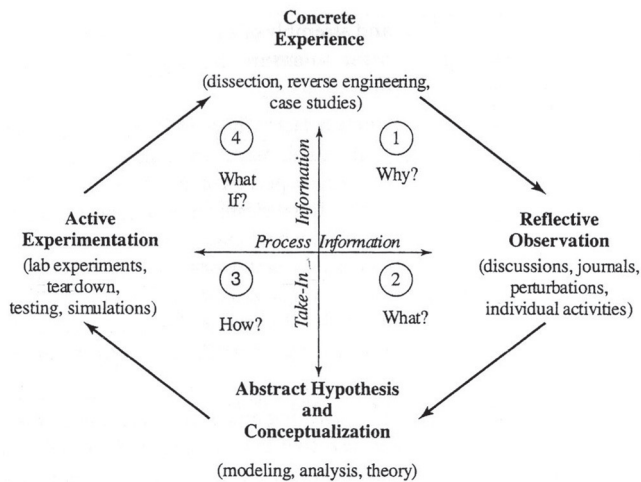 Concrete
Experience
(dissection, reverse engineering,
case studies)
4
1
What
If?
Why?
Information
Active
Experimentation
(lab experiments,
tear down,
testing, simulations)
Process Information
Reflective
Observation
(discussions, journals,
perturbations,
individual activities)
3
2
How?
What?
Take-In
Abstract Hypothesis
and
Conceptualization
(modeling, analysis, theory)